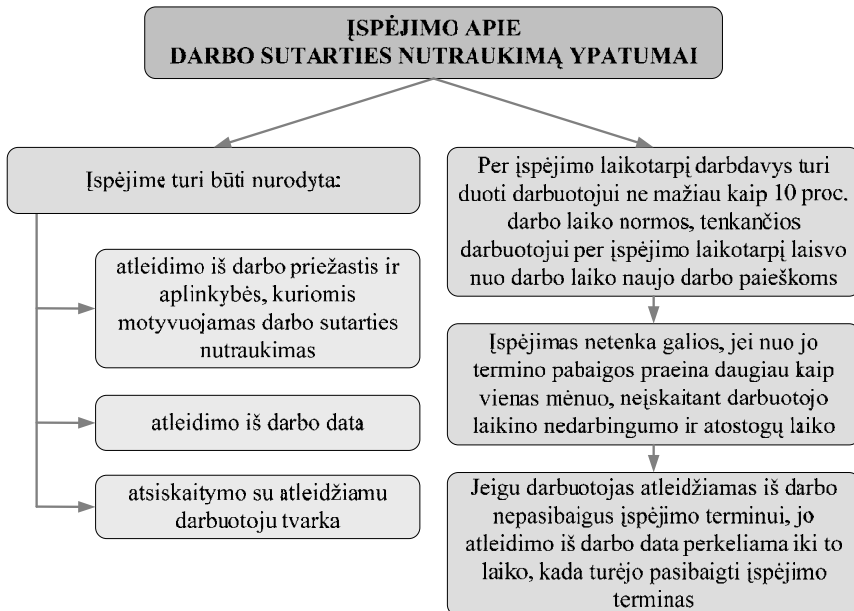 ĮSPĖJIMO APIE
DARBO SUTARTIES NUTRAUKIMĄ YPATUMAI
Įspėjime turi būti nurodyta:
atleidimo iš darbo priežastis ir
aplinkybės, kuriomis
motyvuojamas darbo sutarties
nutraukimas
atleidimo iš darbo data
atsiskaitymo su atleidžiamu
darbuotoju tvarka
Per įspėjimo laikotarpį darbdavys turi
duoti darbuotojui ne mažiau kaip 10 proc.
darbo laiko normos, tenkančios
darbuotojui per įspėjimo laikotarpį laisvo
nuo darbo laiko naujo darbo paieškoms
Įspėjimas netenka galios, jei nuo jo
termino pabaigos praeina daugiau kaip
vienas mėnuo, neįskaitant darbuotojo
laikino nedarbingumo ir atostogų laiko
Jeigu darbuotojas atleidžiamas iš darbo
nepasibaigus įspėjimo terminui, jo
atleidimo iš darbo data perkeliama iki to
laiko, kada turėjo pasibaigti įspėjimo
terminas